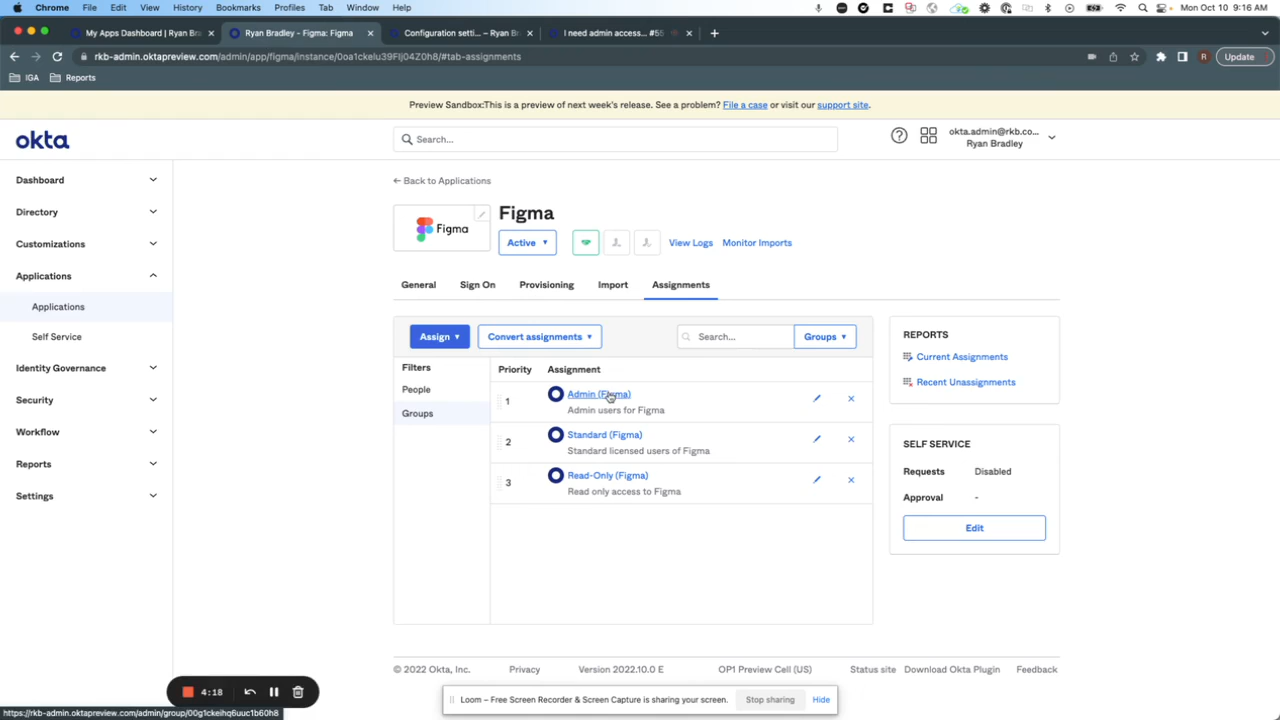 Chrome File Edit View History Bookmarks Profiles Tab Window Help Mon Oct 10 9:16 AM
My Apps Dashboard | Ryan Bra × Ryan Bradley – Figma: Figma × Configuration setti... – Ryan B × I need admin access... #55 ×
rkb-admin.oktapreview.com/admin/app/figma/instance/0oa1ckelu39FIj04Z0h8/#tab-assignments R Update
IGA Reports
Preview Sandbox:This is a preview of next week's release. See a problem? File a case or visit our support site.
okta
Search...
okta.admin@rkb.co...
Ryan Bradley
Dashboard
Directory
Customizations
Applications
Applications
Self Service
Identity Governance
Security
Workflow
Reports
Settings
← Back to Applications
Figma
Figma
Active
View Logs
Monitor Imports
General Sign On Provisioning Import Assignments
Assign
Convert assignments
Search...
Groups
Filters
People
Groups
Priority Assignment
1 Admin (Figma)
Admin users for Figma
2 Standard (Figma)
Standard licensed users of Figma
3 Read-Only (Figma)
Read only access to Figma
REPORTS
Current Assignments
Recent Unassignments
SELF SERVICE
Requests Disabled
Approval -
Edit
© 2022 Okta, Inc. Privacy Version 2022.10.0 E OP1 Preview Cell (US) Status site Download Okta Plugin Feedback
4:18
Loom – Free Screen Recorder & Screen Capture is sharing your screen. Stop sharing Hide
https://rkb-admin.oktapreview.com/admin/group/00g1ckeihq6uuc1b60h8